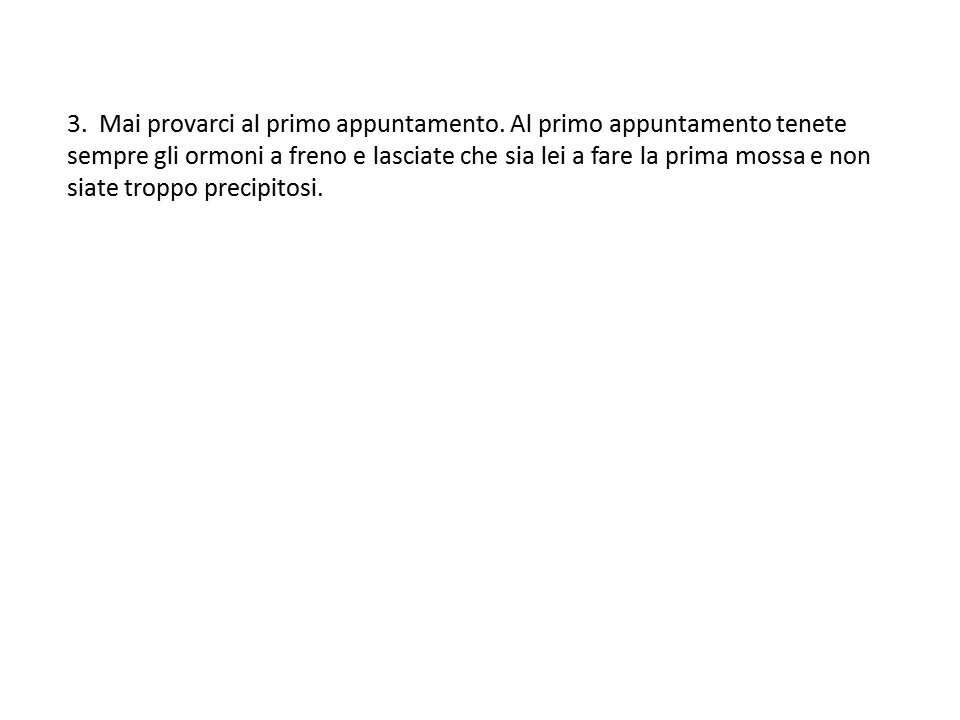 3.  Mai provarci al primo appuntamento. Al primo appuntamento tenete
sempre gli ormoni a freno e lasciate che sia lei a fare la prima mossa e non
siate troppo precipitosi.